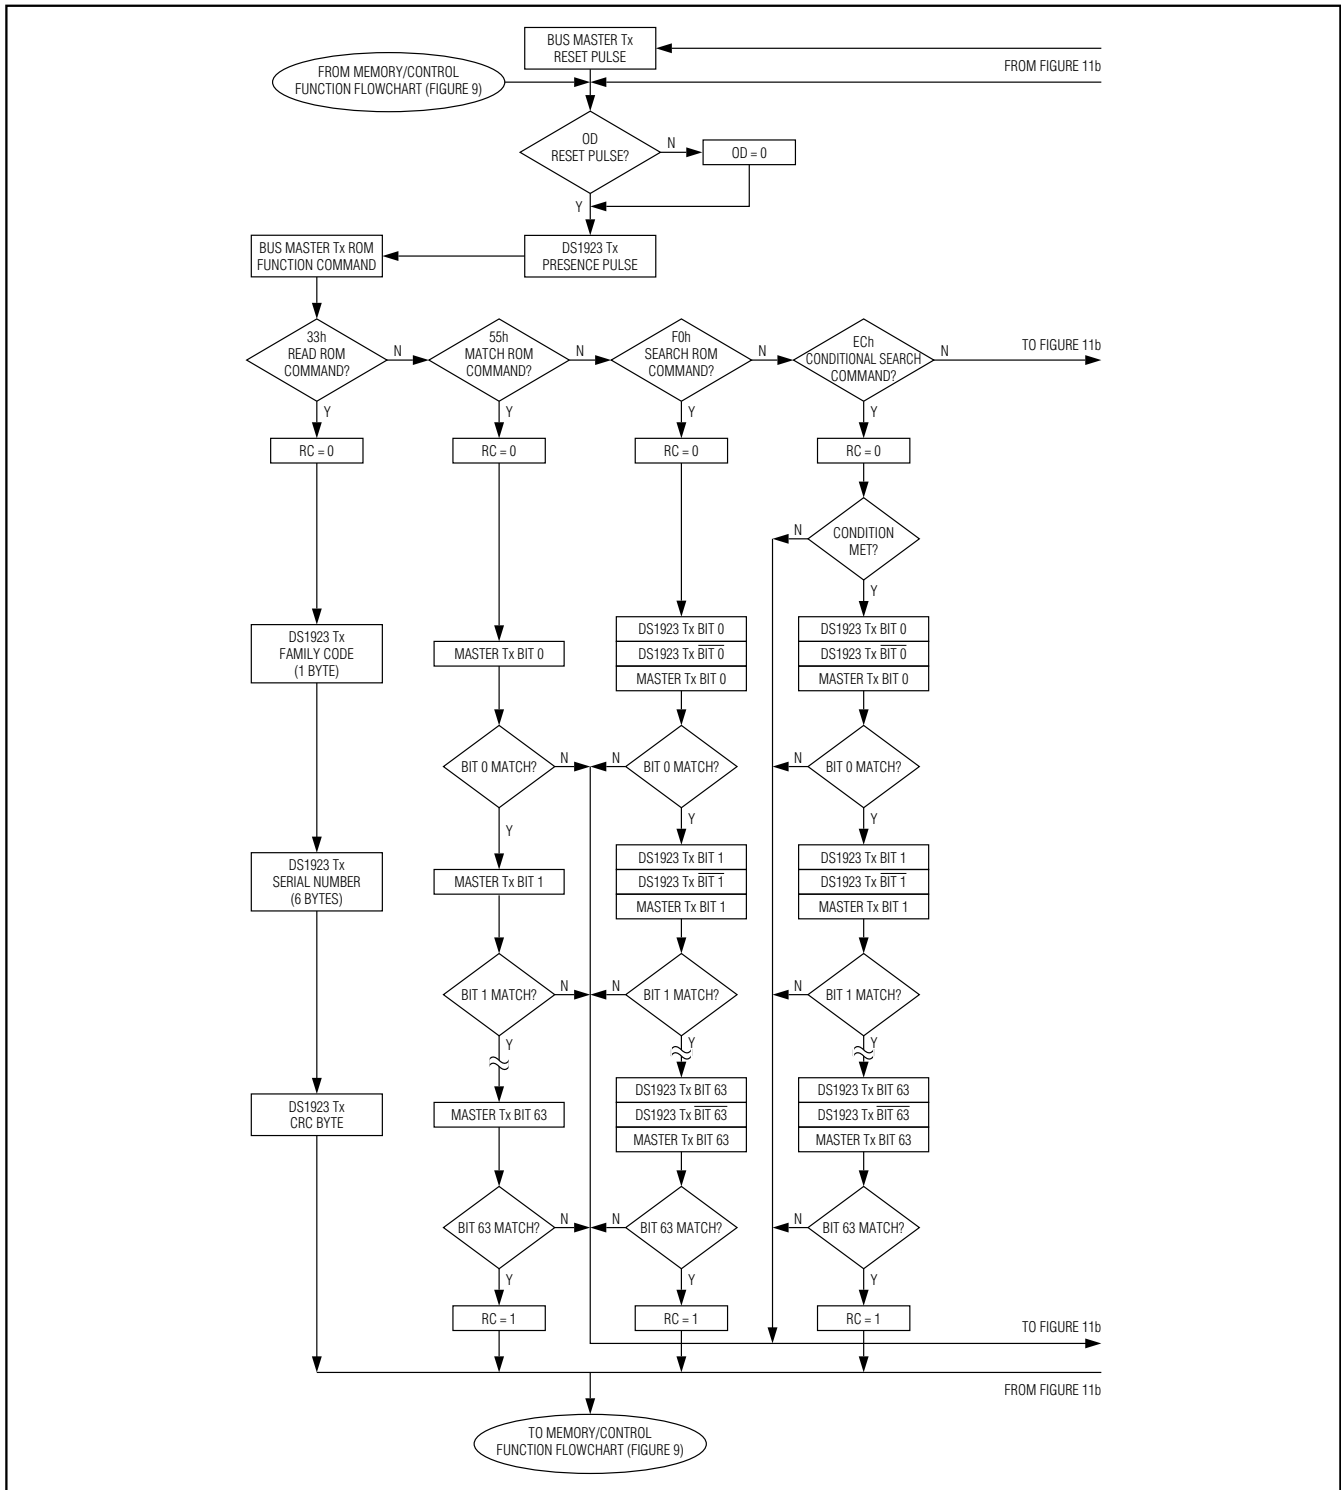 BUS MASTER Tx
RESET PULSE
FROM FIGURE 11b
FROM MEMORY/CONTROL
FUNCTION FLOWCHART (FIGURE 9)
OD
RESET PULSE?
N
OD = 0
Y
BUS MASTER Tx ROM
FUNCTION COMMAND
DS1923 Tx
PRESENCE PULSE
33h
READ ROM
COMMAND?
N
55h
MATCH ROM
COMMAND?
N
F0h
SEARCH ROM
COMMAND?
N
ECh
CONDITIONAL SEARCH
COMMAND?
N
TO FIGURE 11b
Y
Y
Y
Y
RC = 0
RC = 0
RC = 0
RC = 0
N
CONDITION
MET?
Y
DS1923 Tx
FAMILY CODE
(1 BYTE)
MASTER Tx BIT 0
DS1923 Tx BIT 0
DS1923 Tx BIT 0
MASTER Tx BIT 0
DS1923 Tx BIT 0
DS1923 Tx BIT 0
MASTER Tx BIT 0
BIT 0 MATCH?
N
N
BIT 0 MATCH?
N
BIT 0 MATCH?
Y
Y
Y
DS1923 Tx
SERIAL NUMBER
(6 BYTES)
MASTER Tx BIT 1
DS1923 Tx BIT 1
DS1923 Tx BIT 1
MASTER Tx BIT 1
DS1923 Tx BIT 1
DS1923 Tx BIT 1
MASTER Tx BIT 1
BIT 1 MATCH?
N
N
BIT 1 MATCH?
N
BIT 1 MATCH?
Y
Y
Y
DS1923 Tx
CRC BYTE
MASTER Tx BIT 63
DS1923 Tx BIT 63
DS1923 Tx BIT 63
MASTER Tx BIT 63
DS1923 Tx BIT 63
DS1923 Tx BIT 63
MASTER Tx BIT 63
BIT 63 MATCH?
N
N
BIT 63 MATCH?
N
BIT 63 MATCH?
Y
Y
Y
RC = 1
RC = 1
RC = 1
TO FIGURE 11b
FROM FIGURE 11b
TO MEMORY/CONTROL
FUNCTION FLOWCHART (FIGURE 9)